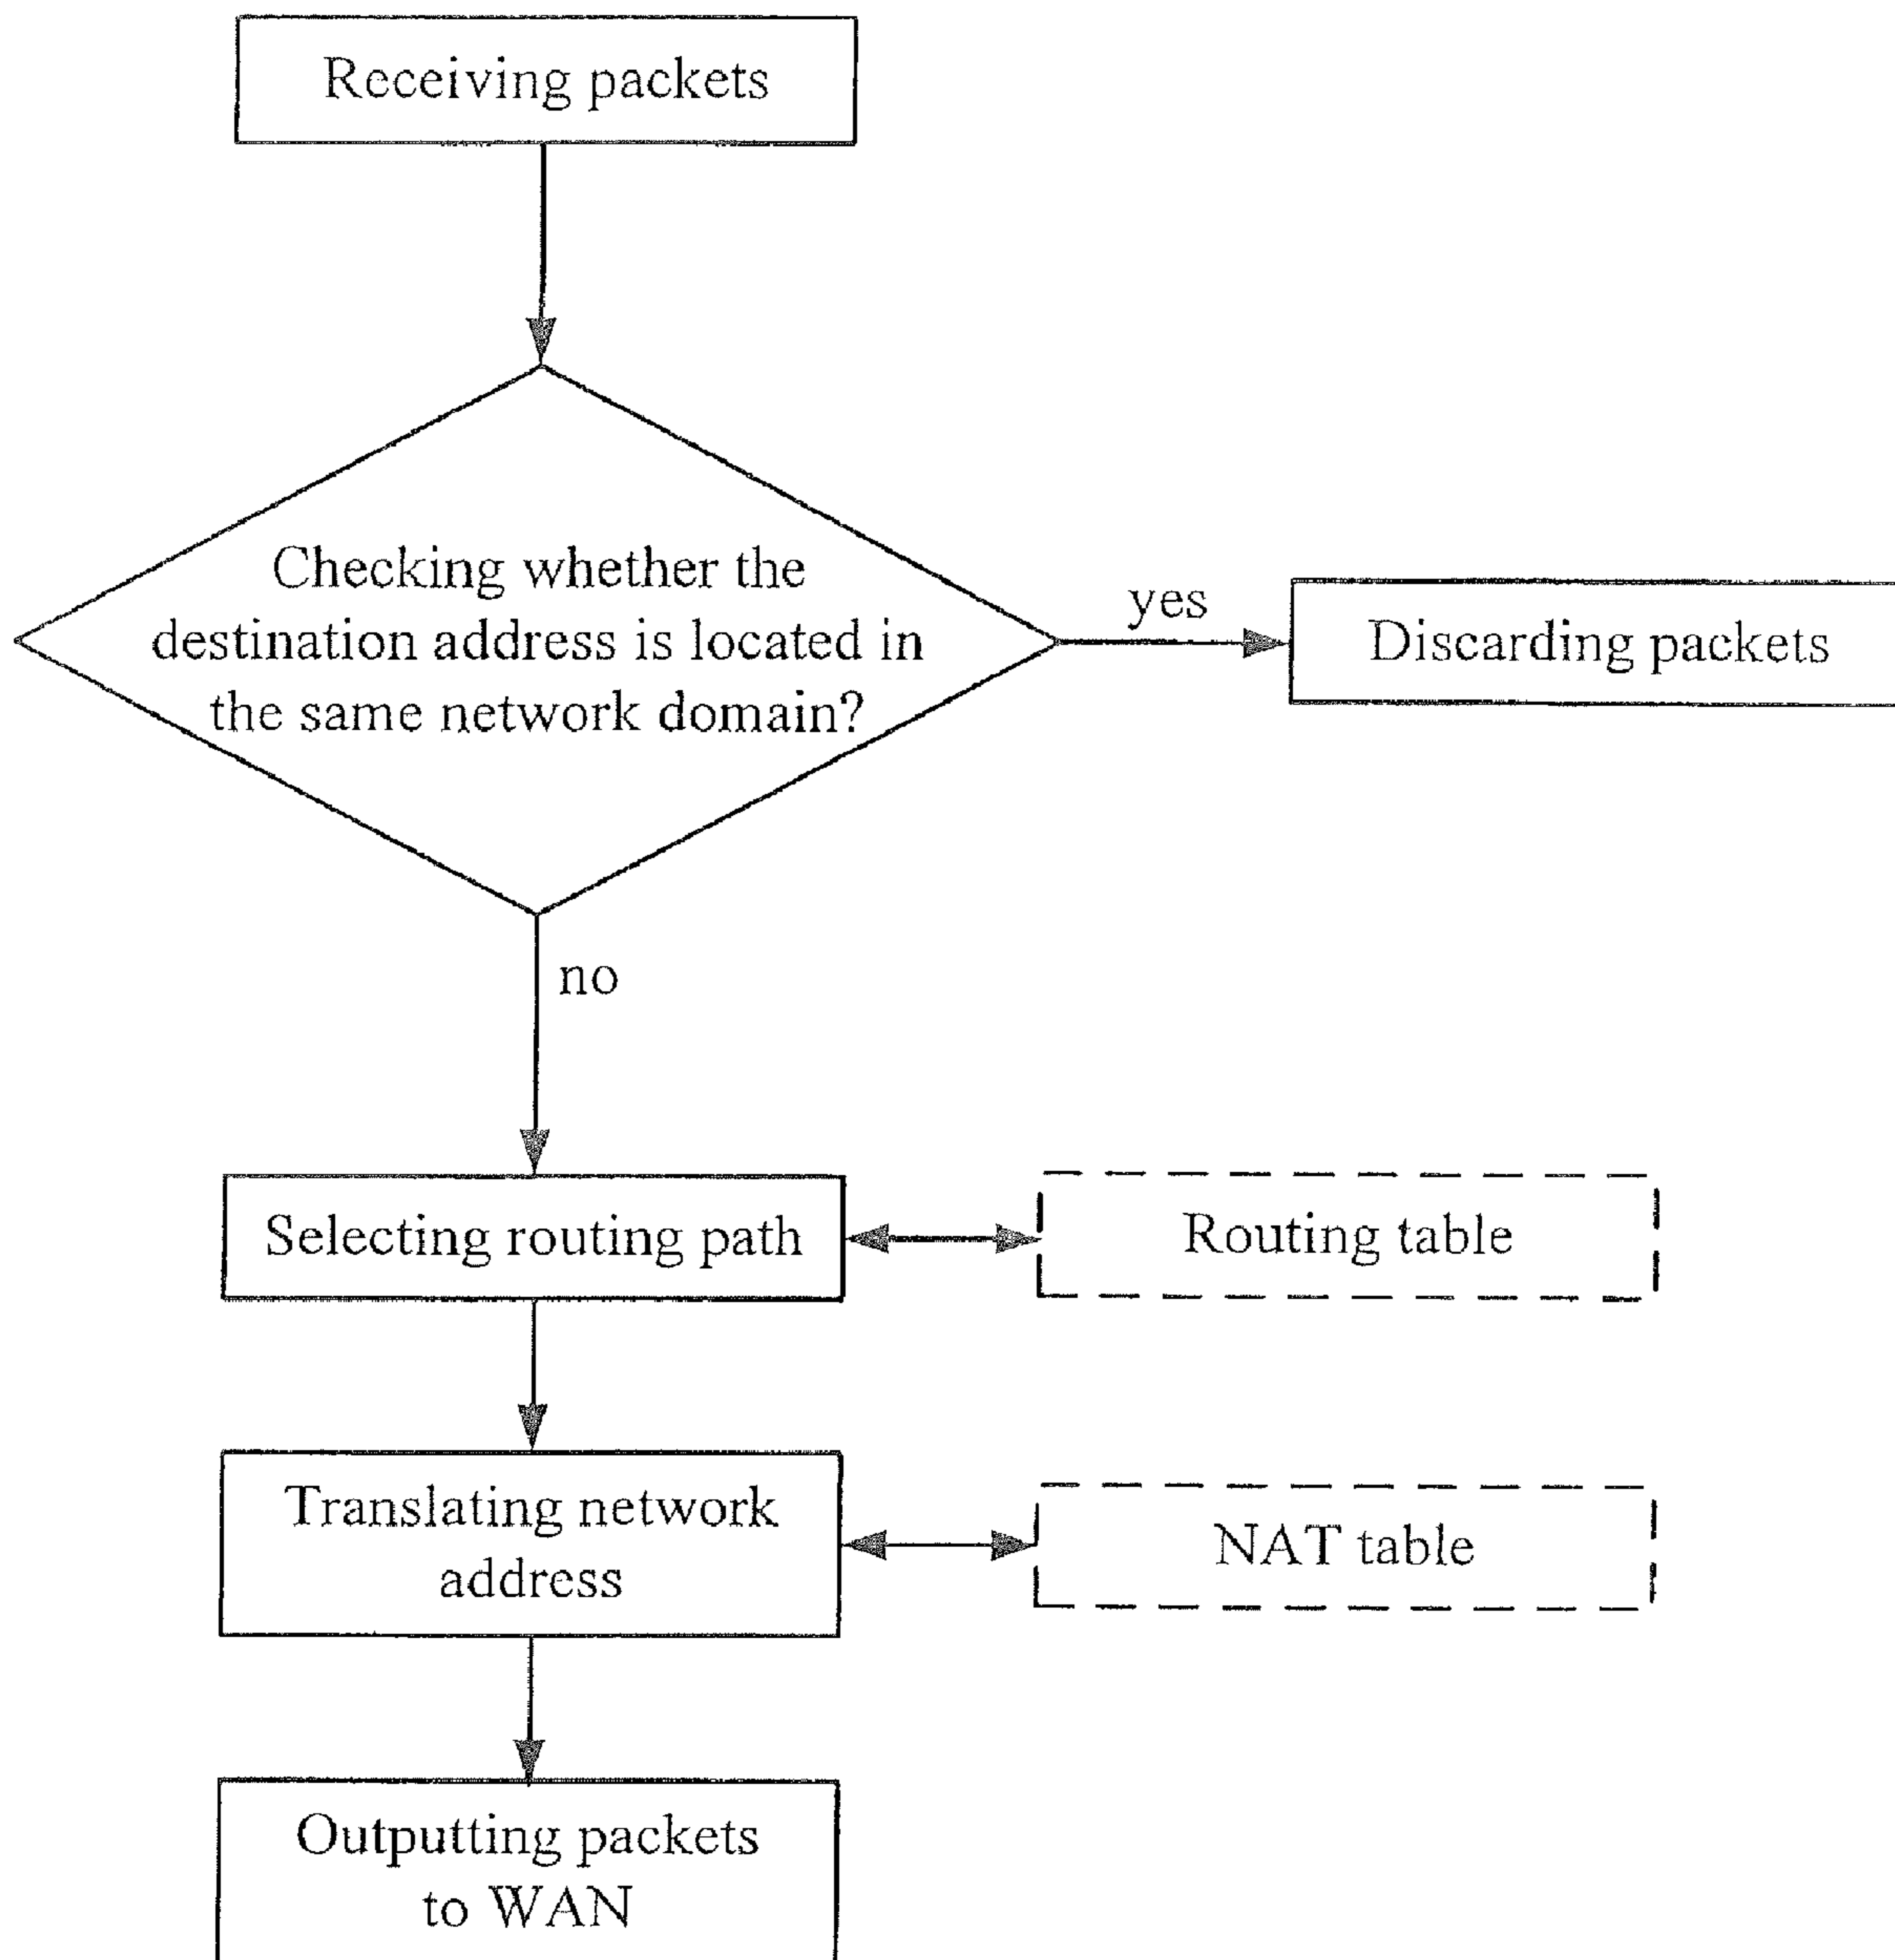 Receiving packets
Checking whether the
destination address is located in
the same network domain?
yes
Discarding packets
no
Selecting routing path
Routing table
Translating network
address
NAT table
Outputting packets
to WAN